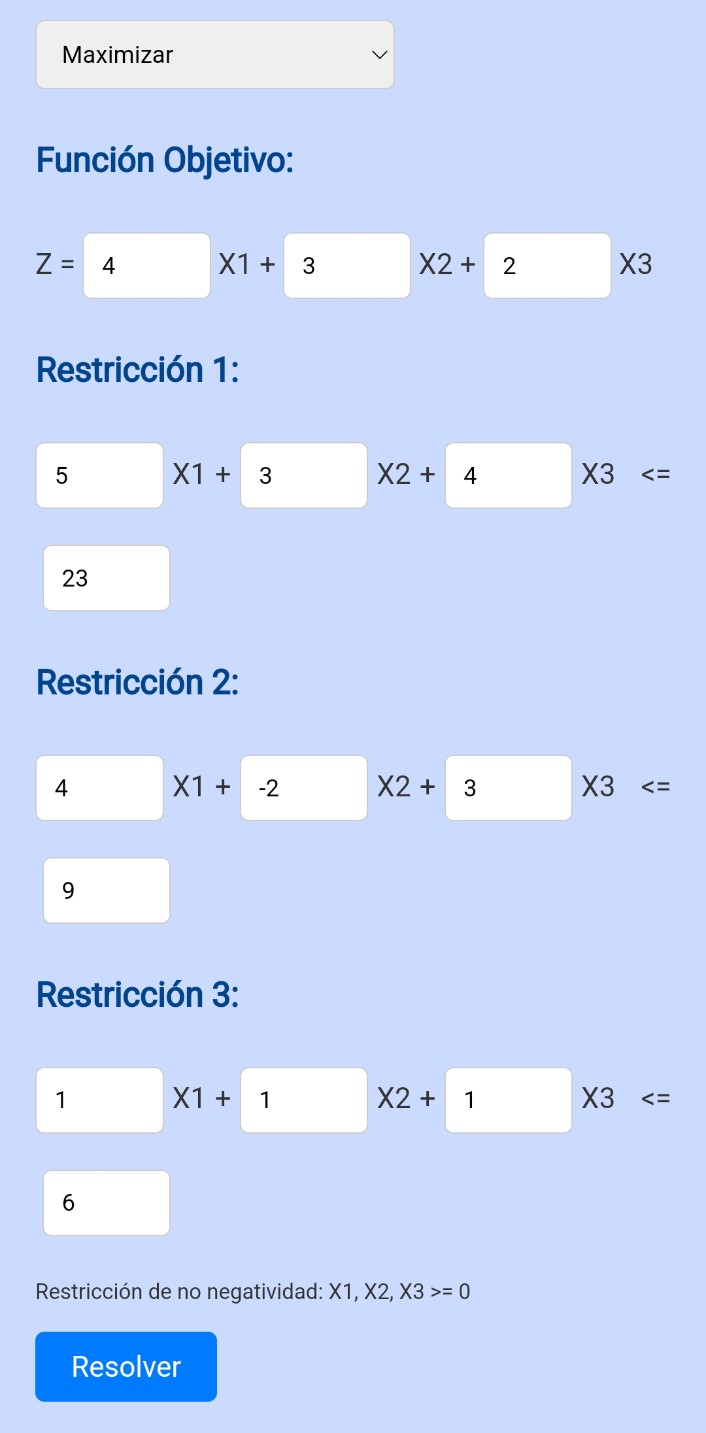 Maximizar
Función Objetivo:
Z = 4 X1 + 3 X2 + 2 X3
Restricción 1:
5 X1 + 3 X2 + 4 X3 <=
23
Restricción 2:
4 X1 + -2 X2 + 3 X3 <=
9
Restricción 3:
1 X1 + 1 X2 + 1 X3 <=
6
Restricción de no negatividad: X1, X2, X3 >= 0
Resolver